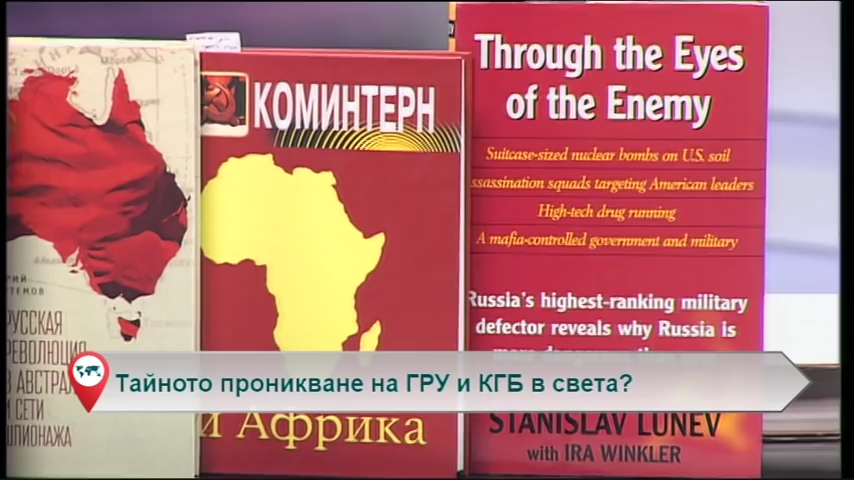 РУССКАЯ
РЕВОЛЮЦИЯ
В АВСТРАЛ
И СЕТИ
ШПИОНАЖА
КОМИНТЕРН
и Африка
Through the Eyes
of the Enemy
Suitcase-sized nuclear bombs on U.S. soil
ssassination squads targeting American leaders
High-tech drug running
A mafia-controlled government and military
Russia's highest-ranking military
defector reveals why Russia is
STANISLAV LUNEV
with IRA WINKLER
Тайното проникване на ГРУ и КГБ в света?